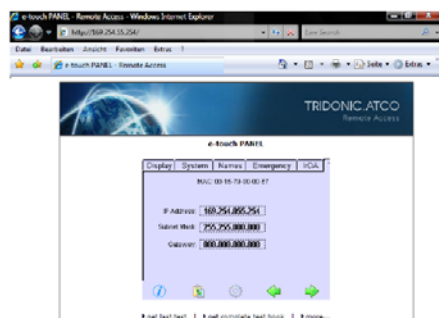 e-touch PANEL - Remote Access - Windows Internet Explorer
http://169.254.55.254/
Live Search
Datei Bearbeiten Ansicht Favoriten Extras ?
e-touch PANEL - Remote Access
Seite
Extras
TRIDONIC.ATCO
Remote Access
e-touch PANEL
Display System Names Emergency
IP Address: 169.254.055.254
Subnet Mask: 255.255.000.000
Gateway: 000.000.000.000